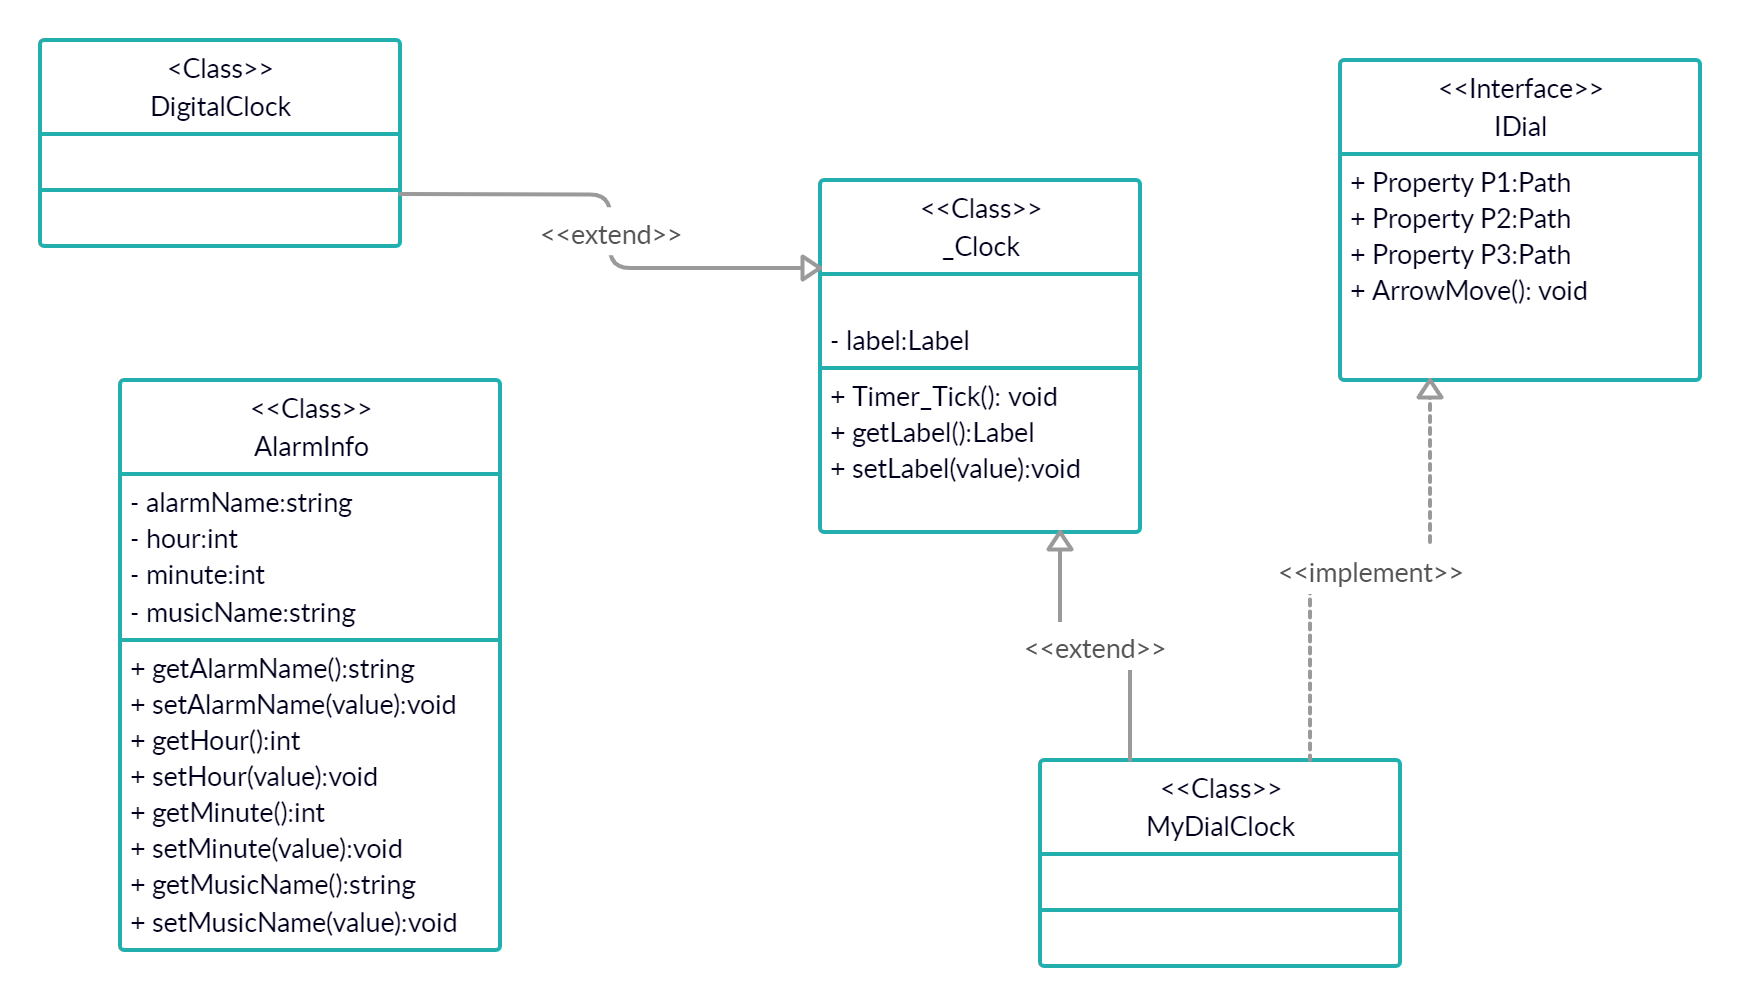 <Class>>
DigitalClock
<<extend>>
<<Class>>
_Clock
- label:Label
+ Timer_Tick(): void
+ getLabel():Label
+ setLabel(value):void
<<Interface>>
IDial
+ Property P1:Path
+ Property P2:Path
+ Property P3:Path
+ ArrowMove(): void
<<Class>>
AlarmInfo
- alarmName:string
- hour:int
- minute:int
- musicName:string
+ getAlarmName():string
+ setAlarmName(value):void
+ getHour():int
+ setHour(value):void
+ getMinute():int
+ setMinute(value):void
+ getMusicName():string
+ setMusicName(value):void
<<implement>>
<<extend>>
<<Class>>
MyDialClock